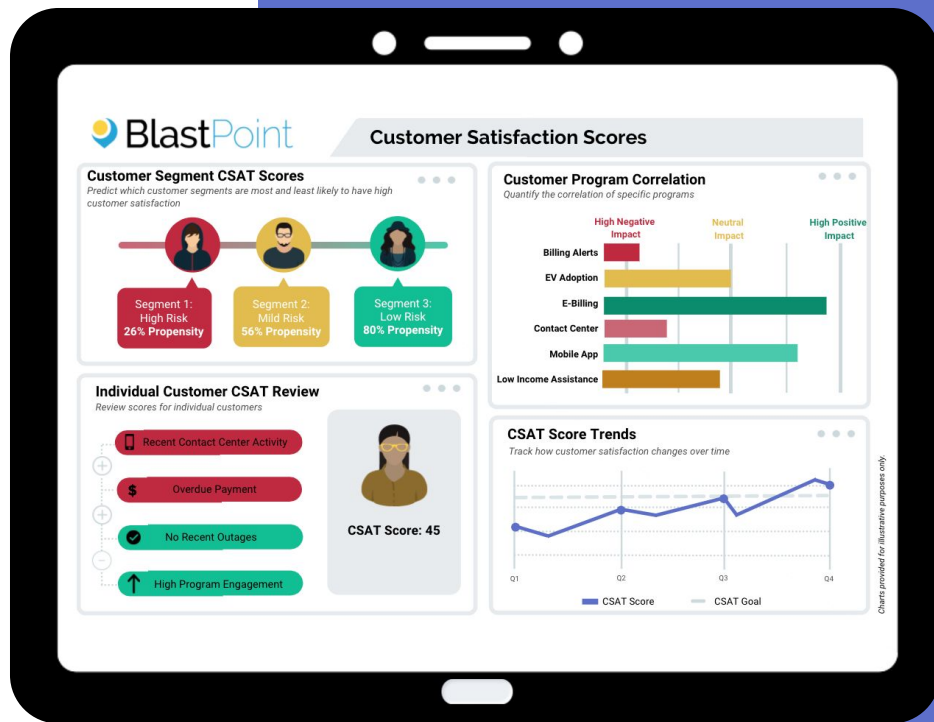 BlastPoint
Customer Satisfaction Scores
Customer Segment CSAT Scores
Predict which customer segments are most and least likely to have high
customer satisfaction
Segment 1:
High Risk
26% Propensity
Segment 2:
Mild Risk
56% Propensity
Segment 3:
Low Risk
80% Propensity
Customer Program Correlation
Quantify the correlation of specific programs
High Negative
Impact
Neutral
Impact
High Positive
Impact
Billing Alerts
EV Adoption
E-Billing
Contact Center
Mobile App
Low Income Assistance
Individual Customer CSAT Review
Review scores for individual customers
Recent Contact Center Activity
$ Overdue Payment
No Recent Outages
High Program Engagement
CSAT Score: 45
CSAT Score Trends
Track how customer satisfaction changes over time
Q1
Q2
Q3
Q4
CSAT Score
CSAT Goal
Charts provided for illustrative purposes only.